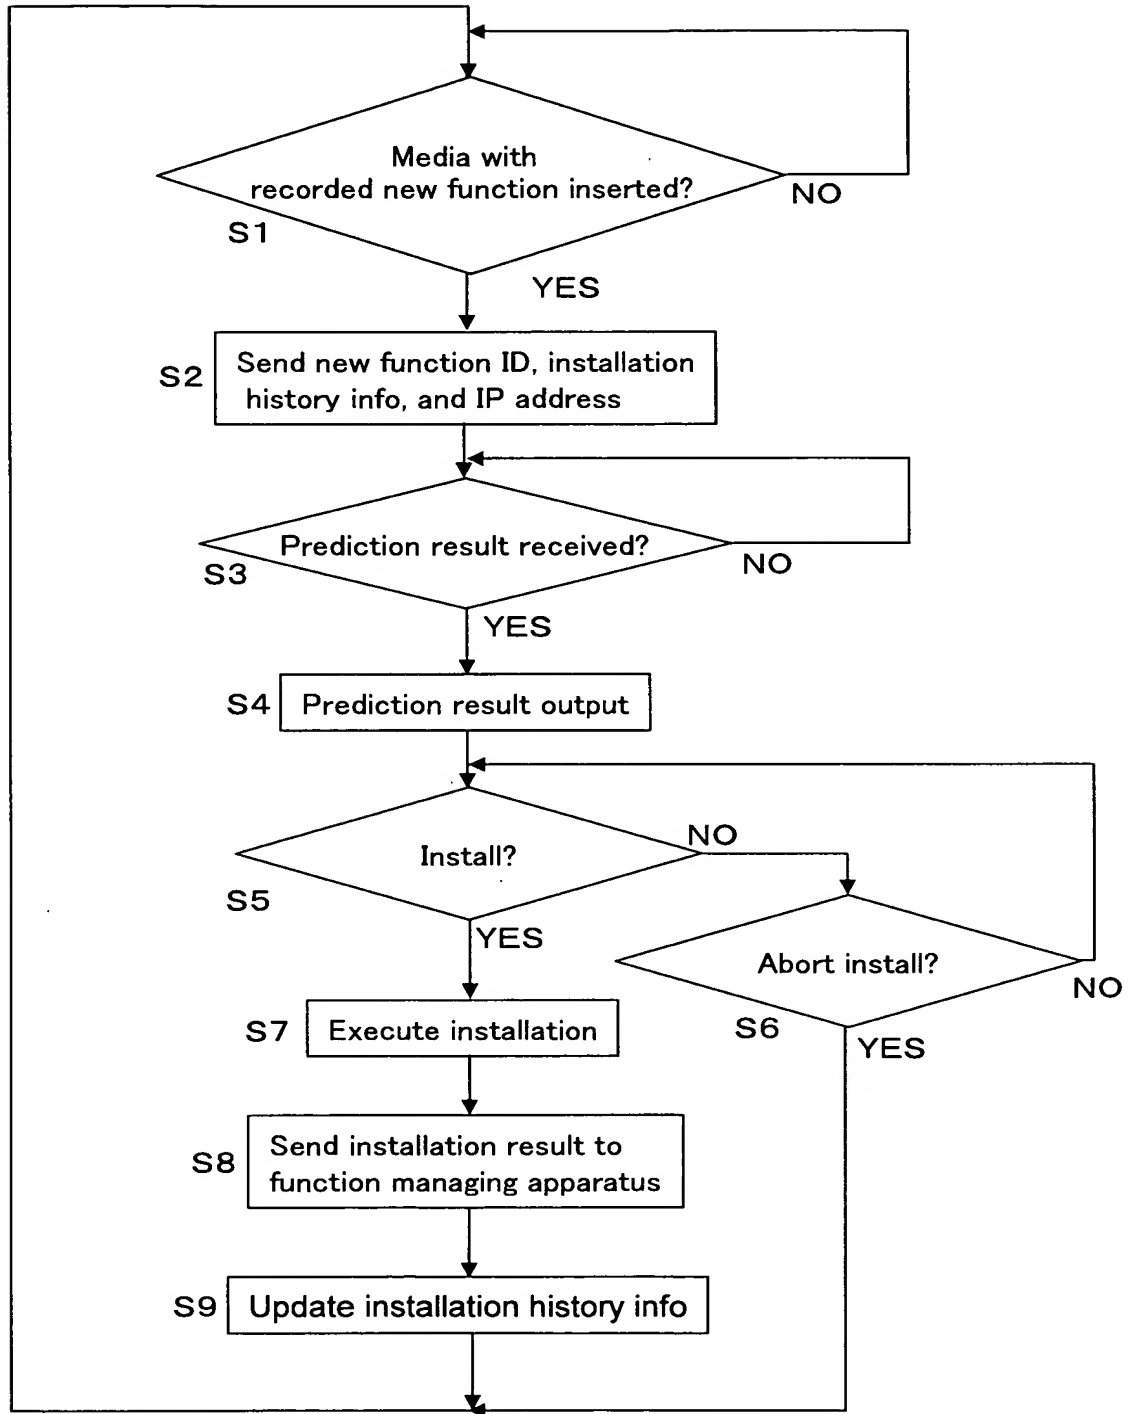 Media with
recorded new function inserted?
NO
S1
YES
S2
Send new function ID, installation
history info, and IP address
Prediction result received?
NO
S3
YES
S4
Prediction result output
NO
Install?
S5
YES
Abort install?
NO
S6
YES
S7
Execute installation
S8
Send installation result to
function managing apparatus
S9
Update installation history info